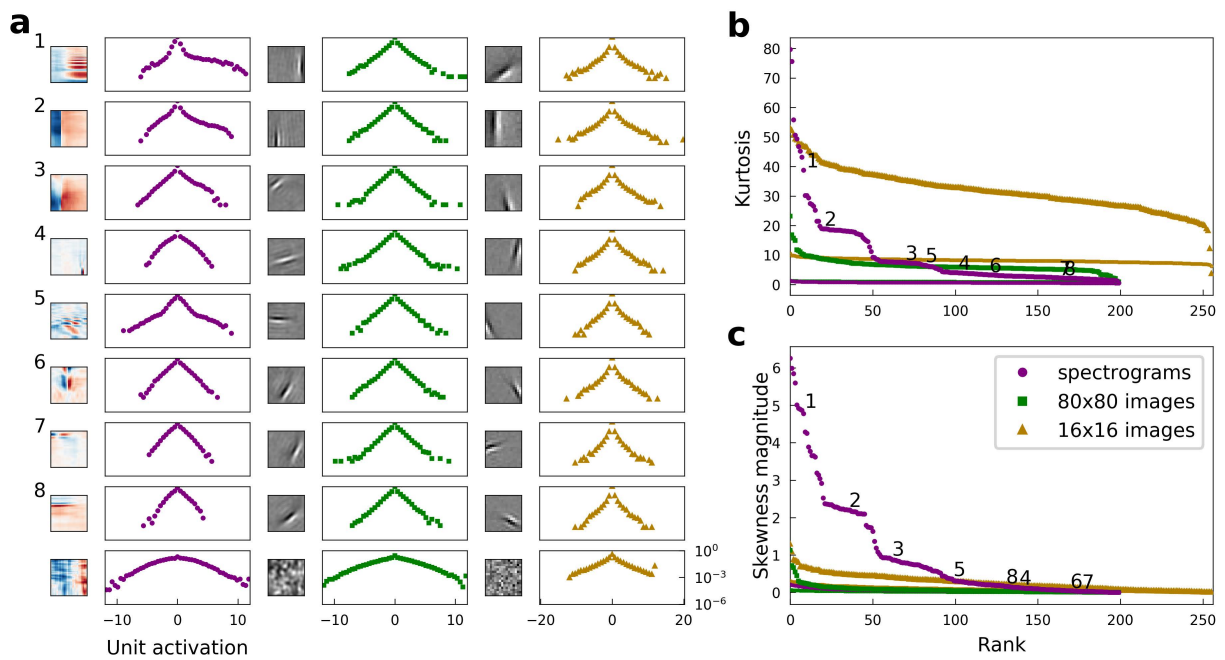 a
1
2
3
4
5
6
7
8
10⁰
10⁻³
10⁻⁶
−10 0 10
−10 0 10
−20 0 20
Unit activation
b
80
70
60
50
40
30
20
10
0
Kurtosis
1
2
3 5 4 6 7 8
0 50 100 150 200 250
c
6
5
4
3
2
1
0
Skewness magnitude
1
2
3
5 84 67
spectrograms
80x80 images
16x16 images
0 50 100 150 200 250
Rank